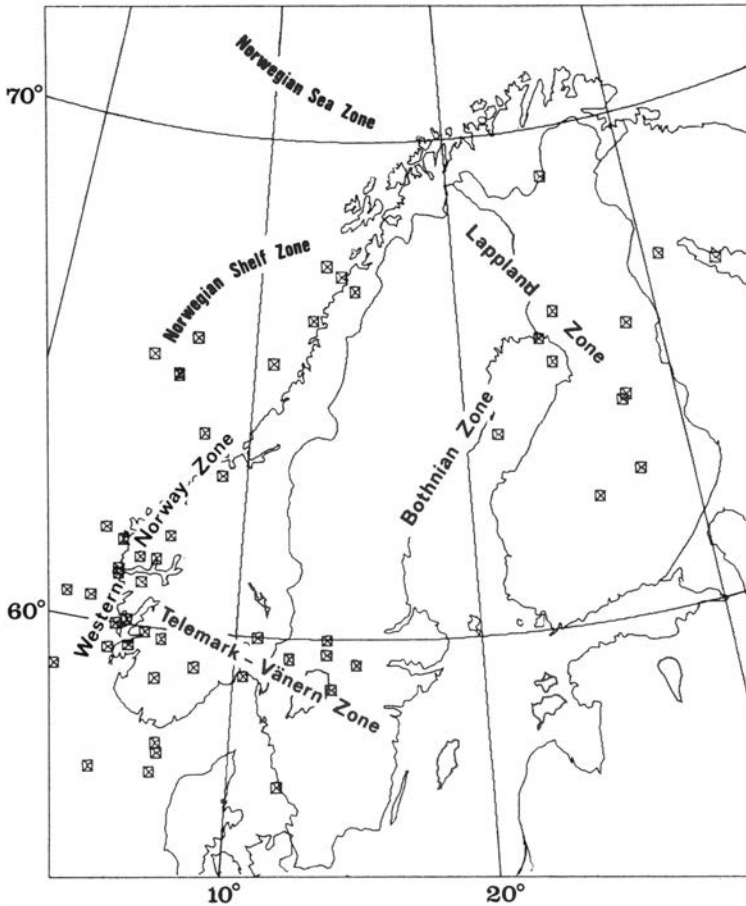 Norwegian Sea Zone
70°
Norwegian Shelf Zone
Lappland Zone
Bothnian Zone
Western Norway Zone
60°
Telemark – Vänern Zone
10°
20°